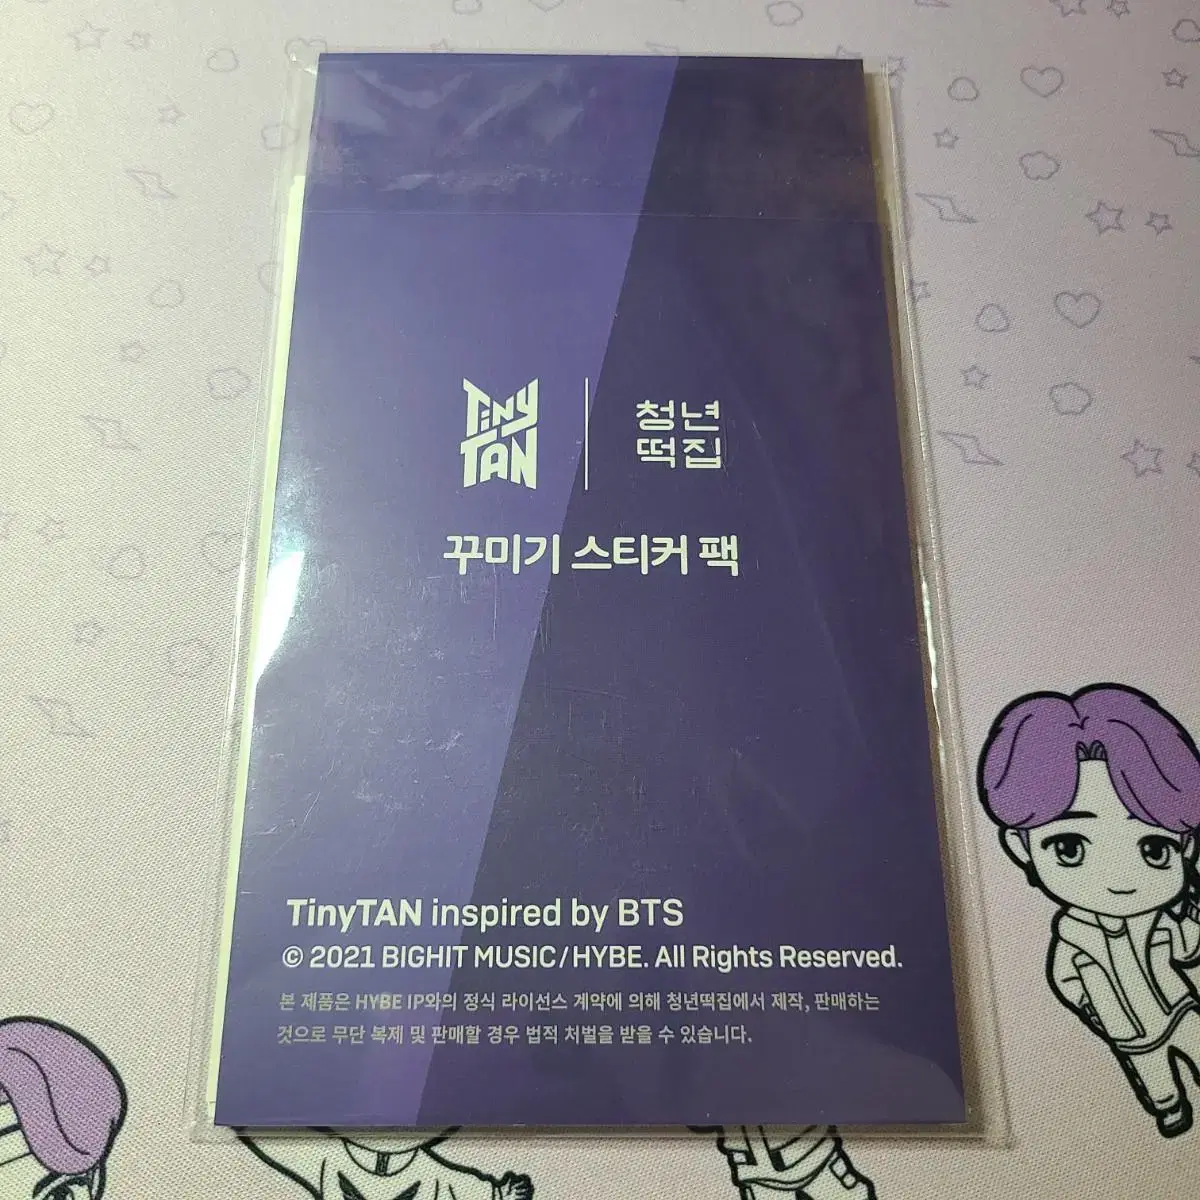 TiNY
TAN
청년
떡집
꾸미기 스티커 팩
TinyTAN inspired by BTS
© 2021 BIGHIT MUSIC/HYBE. All Rights Reserved.
본 제품은 HYBE IP와의 정식 라이선스 계약에 의해 청년떡집에서 제작, 판매하는
것으로 무단 복제 및 판매할 경우 법적 처벌을 받을 수 있습니다.